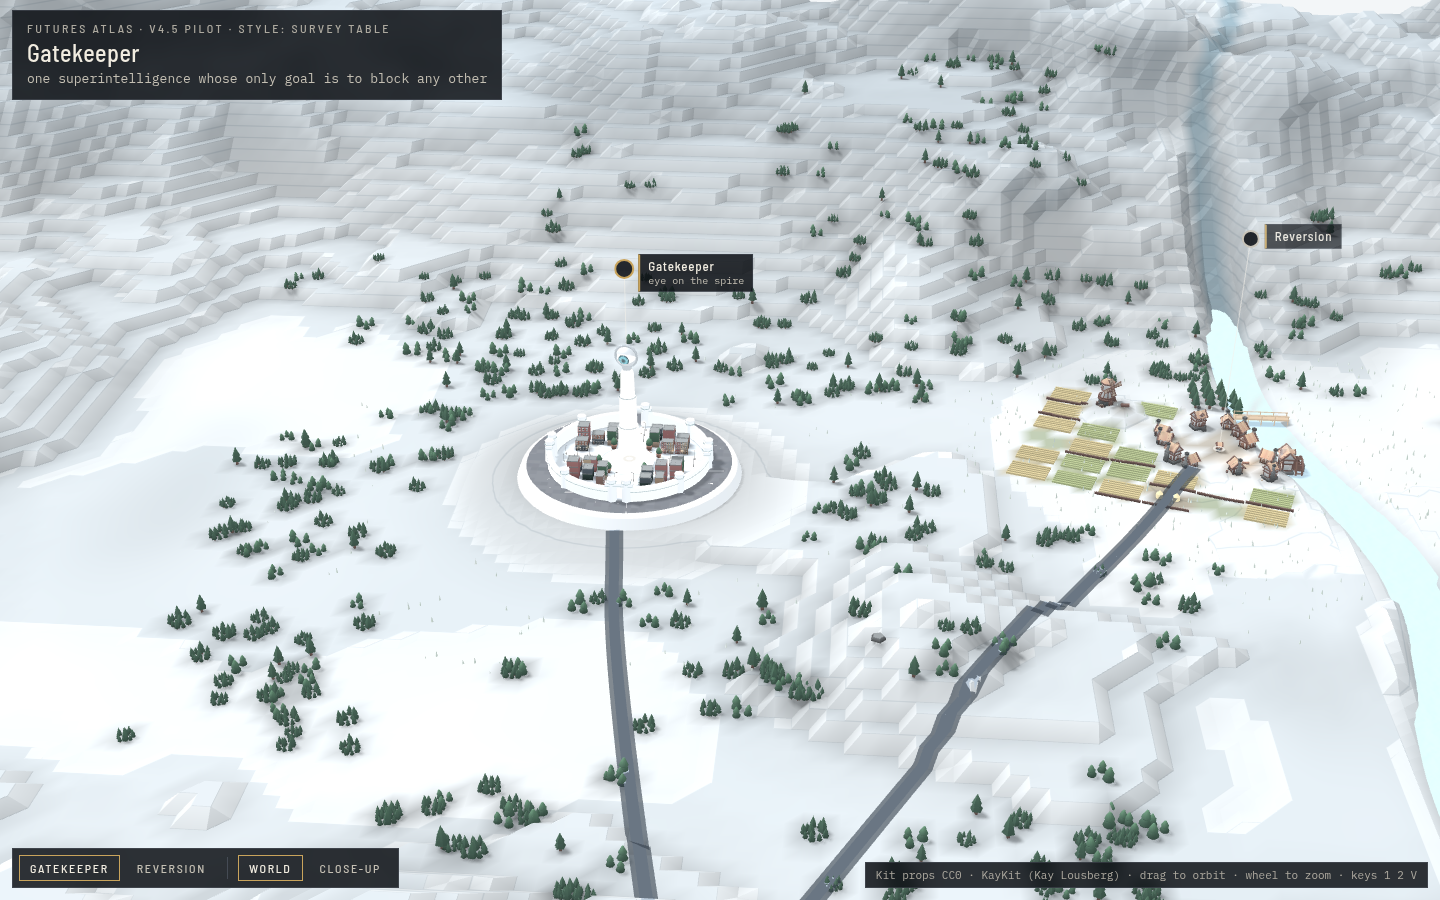 FUTURES ATLAS · V4.5 PILOT · STYLE: SURVEY TABLE
Gatekeeper
one superintelligence whose only goal is to block any other
Reversion
Gatekeeper
eye on the spire
GATEKEEPER REVERSION WORLD CLOSE-UP
Kit props CC0 · KayKit (Kay Lousberg) · drag to orbit · wheel to zoom · keys 1 2 V